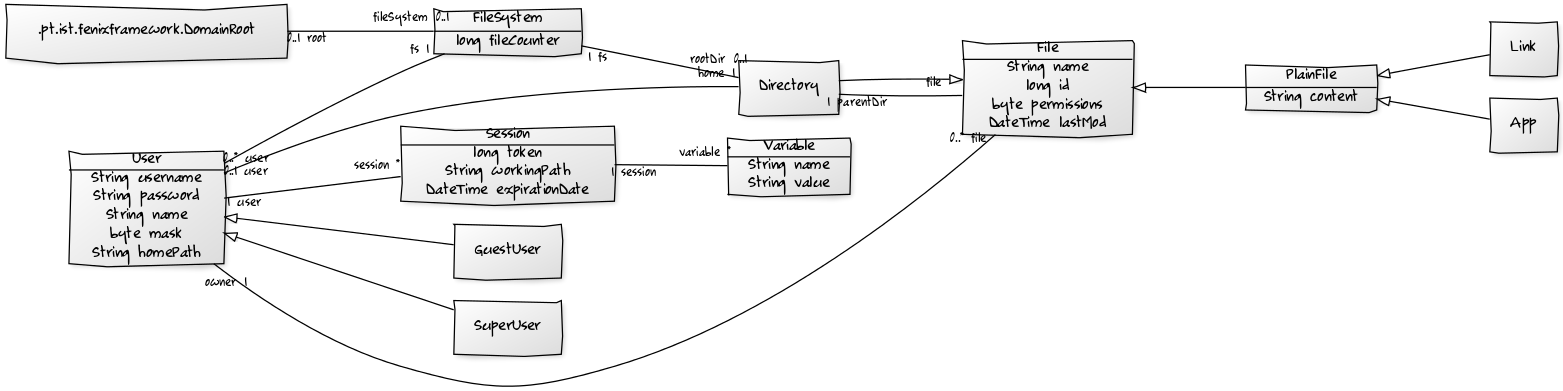 .pt.ist.fenixframework.DomainRoot
0..1 root
fileSystem 0..1
FileSystem
long fileCounter
fs 1
1 fs
rootDir 0..1
home 1
Directory
file
1 parentDir
File
String name
long id
byte permissions
DateTime lastMod
0..* file
PlainFile
String content
Link
App
User
String username
String password
String name
byte mask
String homePath
0..* user
0..1 user
1 user
owner 1
session *
Session
long token
String workingPath
DateTime expirationDate
1 session
variable *
Variable
String name
String value
GuestUser
SuperUser